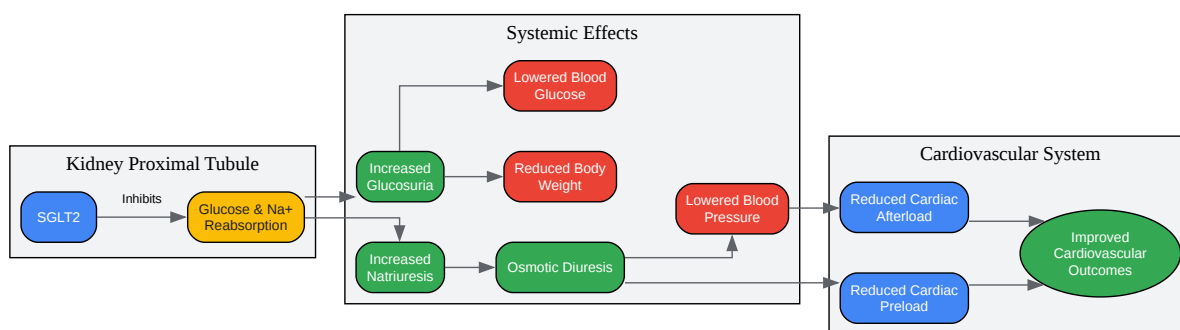 Systemic Effects
Lowered Blood
Glucose
Kidney Proximal Tubule
Inhibits
SGLT2
Glucose & Na+
Reabsorption
Increased
Glucosuria
Reduced Body
Weight
Increased
Natriuresis
Osmotic Diuresis
Lowered Blood
Pressure
Cardiovascular System
Reduced Cardiac
Afterload
Reduced Cardiac
Preload
Improved
Cardiovascular
Outcomes